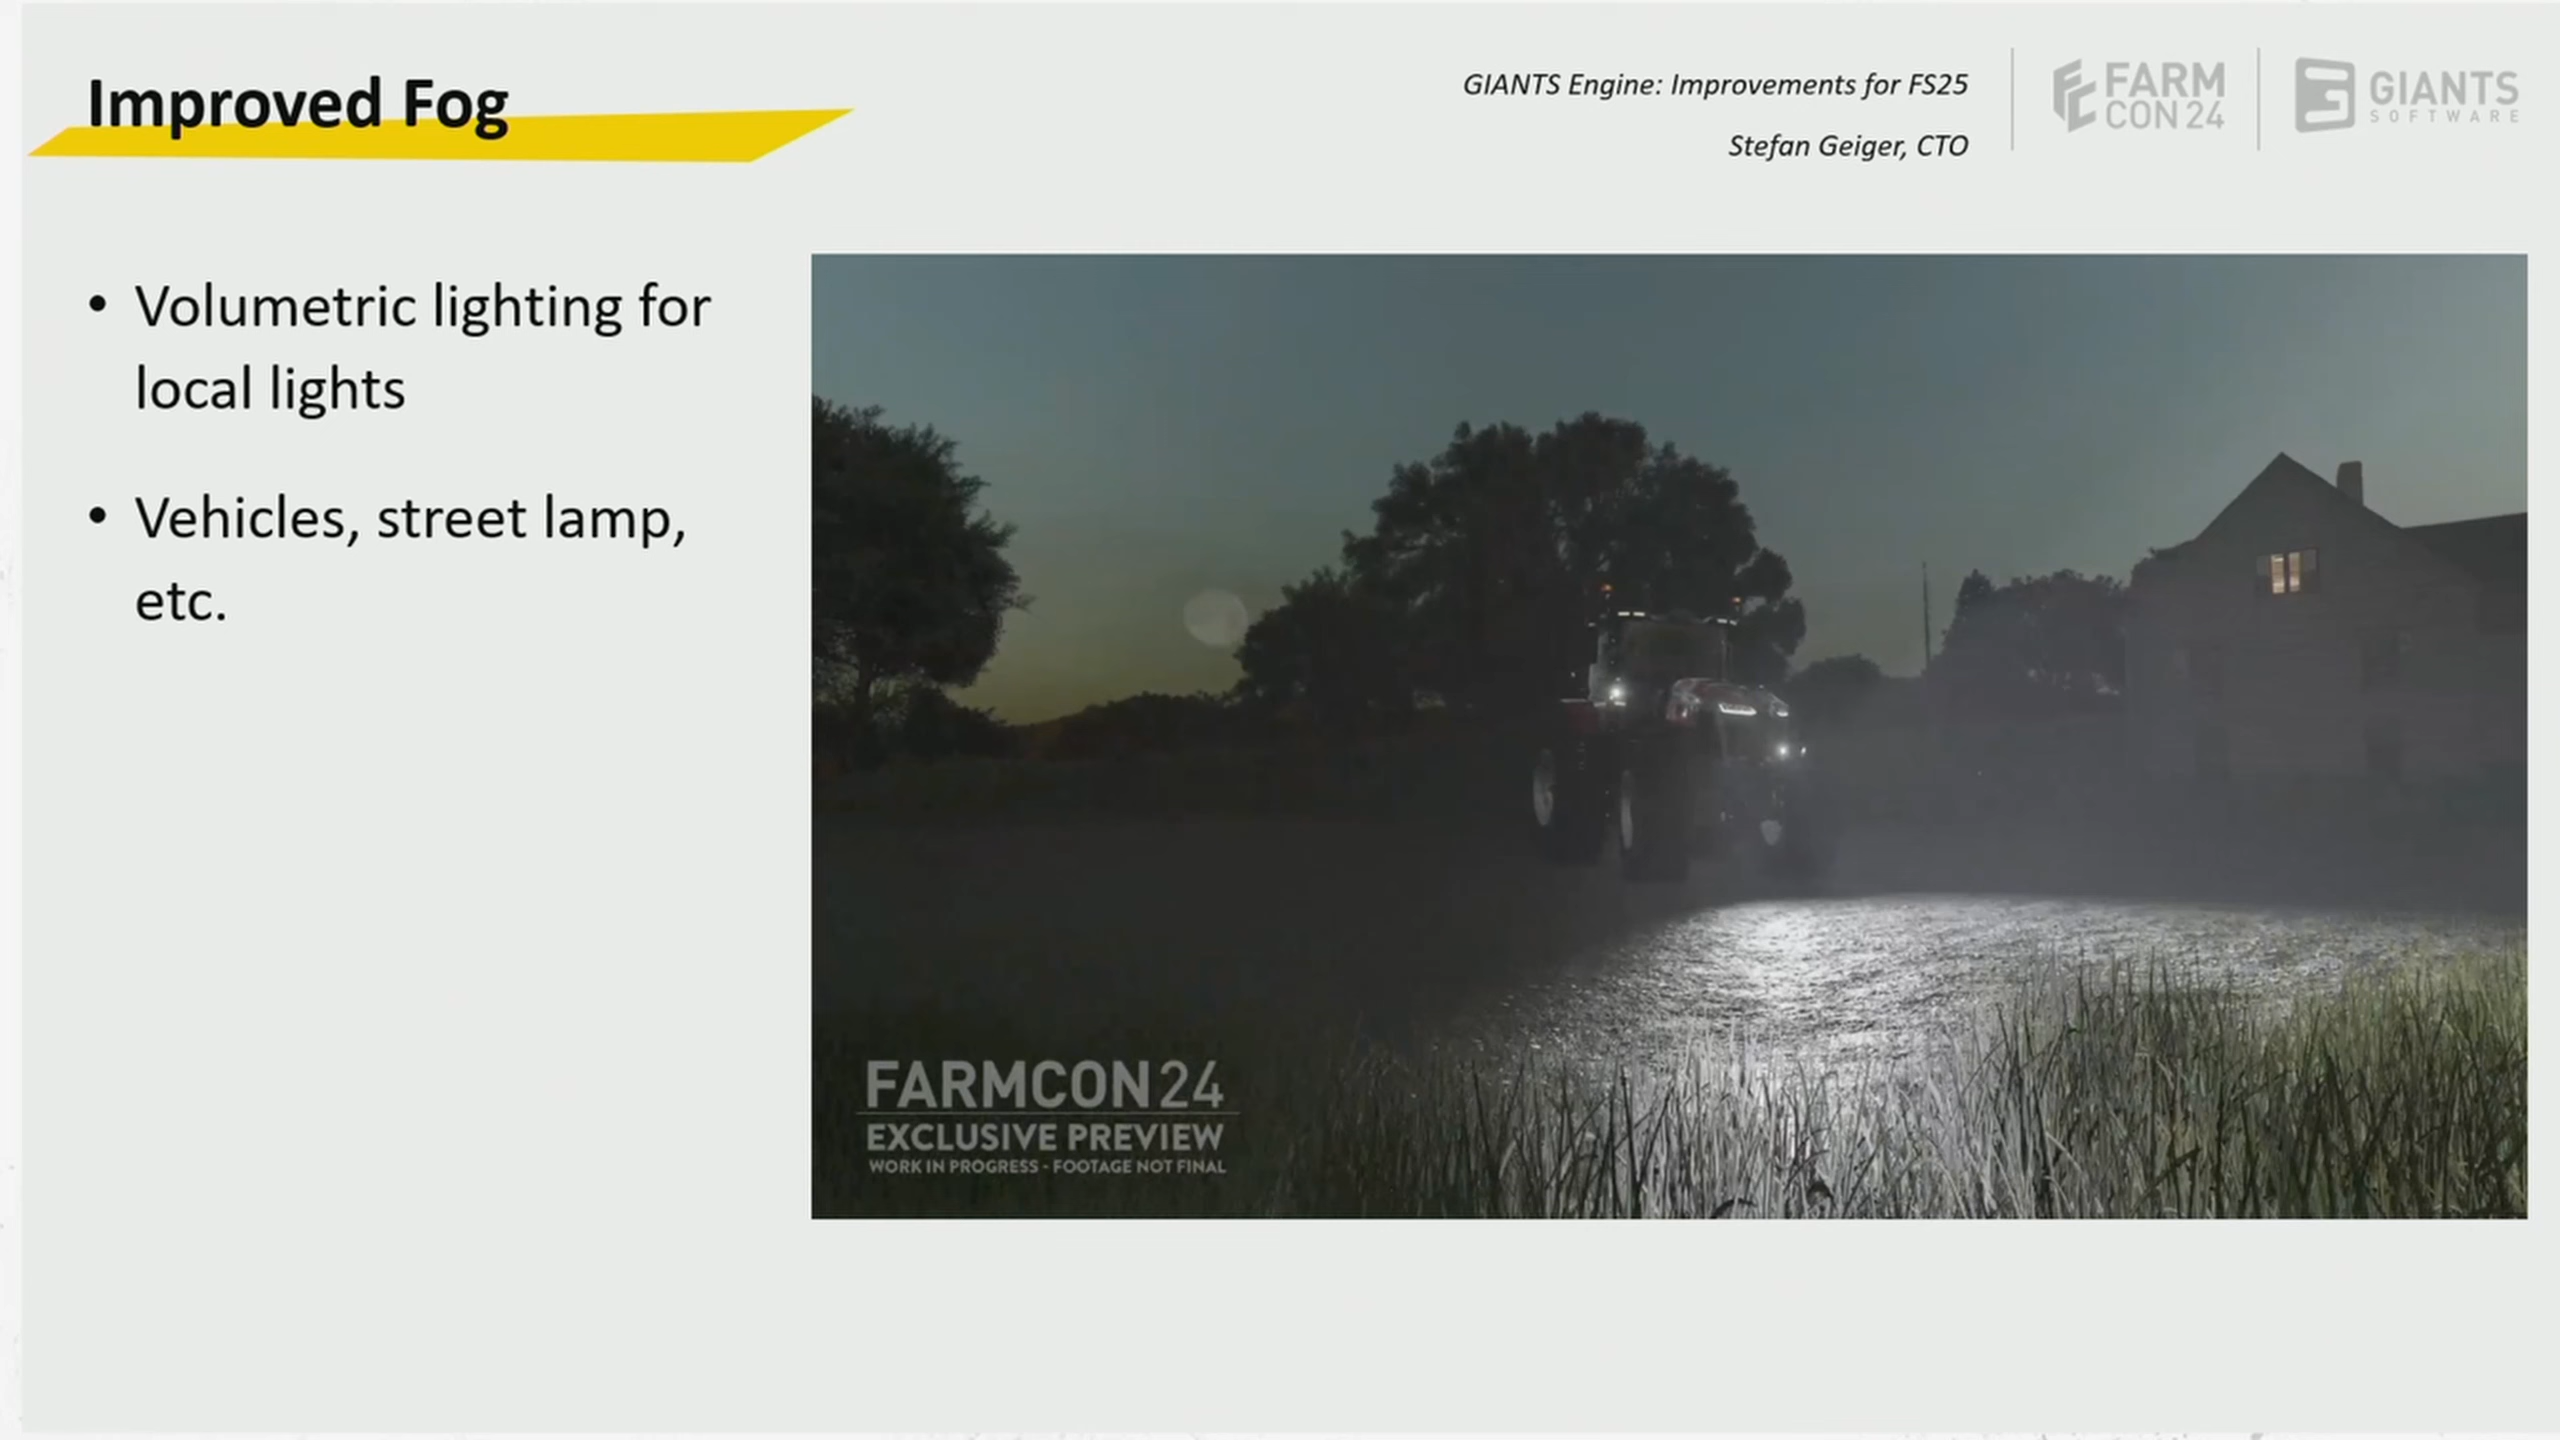 Improved Fog
GIANTS Engine: Improvements for FS25
Stefan Geiger, CTO
FARM
CON 24
GIANTS
SOFTWARE
• Volumetric lighting for
local lights
• Vehicles, street lamp,
etc.
FARMCON 24
EXCLUSIVE PREVIEW
WORK IN PROGRESS - FOOTAGE NOT FINAL